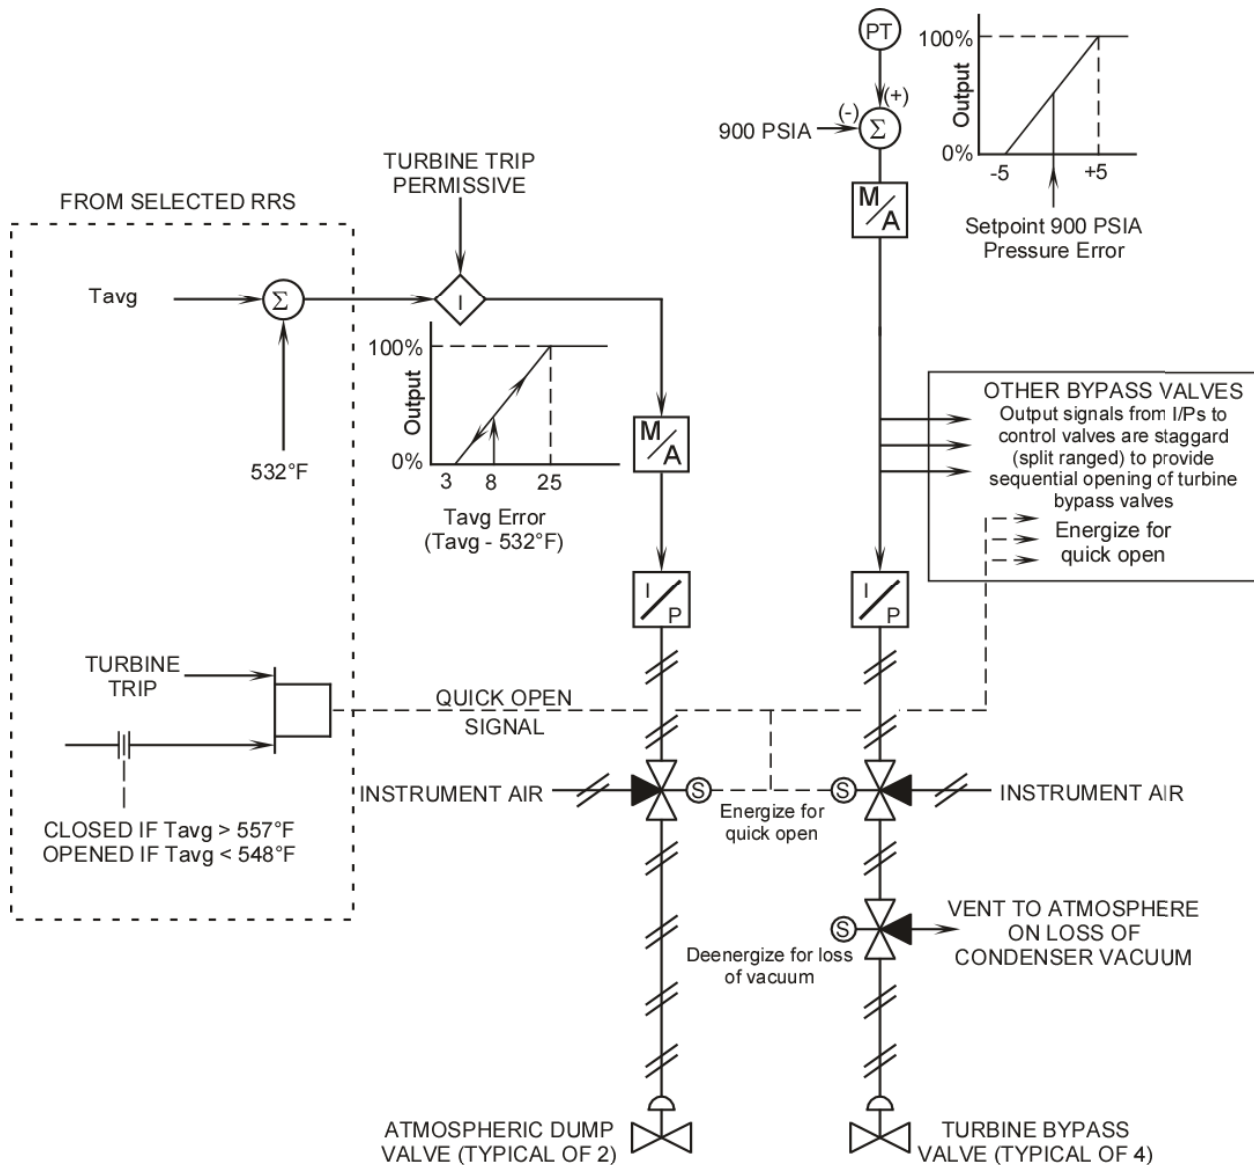 PT
100%
Output
0%
-5
+5
Setpoint 900 PSIA
Pressure Error
(-)
(+)
900 PSIA
Σ
M/A
TURBINE TRIP
PERMISSIVE
FROM SELECTED RRS
Tavg
Σ
I
532°F
100%
Output
0%
3
8
25
Tavg Error
(Tavg - 532°F)
M/A
OTHER BYPASS VALVES
Output signals from I/Ps to
control valves are staggard
(split ranged) to provide
sequential opening of turbine
bypass valves
Energize for
quick open
I/P
I/P
TURBINE
TRIP
QUICK OPEN
SIGNAL
CLOSED IF Tavg > 557°F
OPENED IF Tavg < 548°F
INSTRUMENT AIR
S
S
INSTRUMENT AIR
Energize for
quick open
S
Deenergize for loss
of vacuum
VENT TO ATMOSPHERE
ON LOSS OF
CONDENSER VACUUM
ATMOSPHERIC DUMP
VALVE (TYPICAL OF 2)
TURBINE BYPASS
VALVE (TYPICAL OF 4)